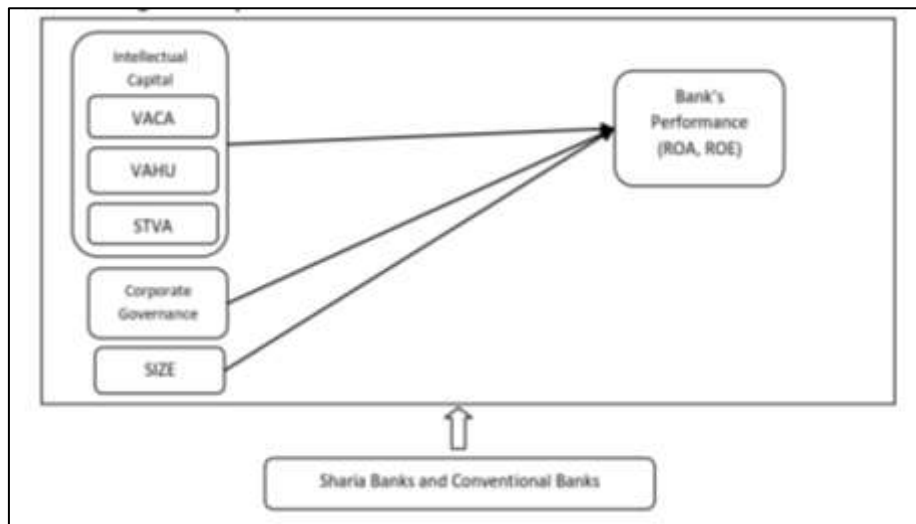 Intellectual
Capital
VACA
VAHU
STVA
Corporate
Governance
SIZE
Bank's
Performance
(ROA, ROE)
Sharia Banks and Conventional Banks